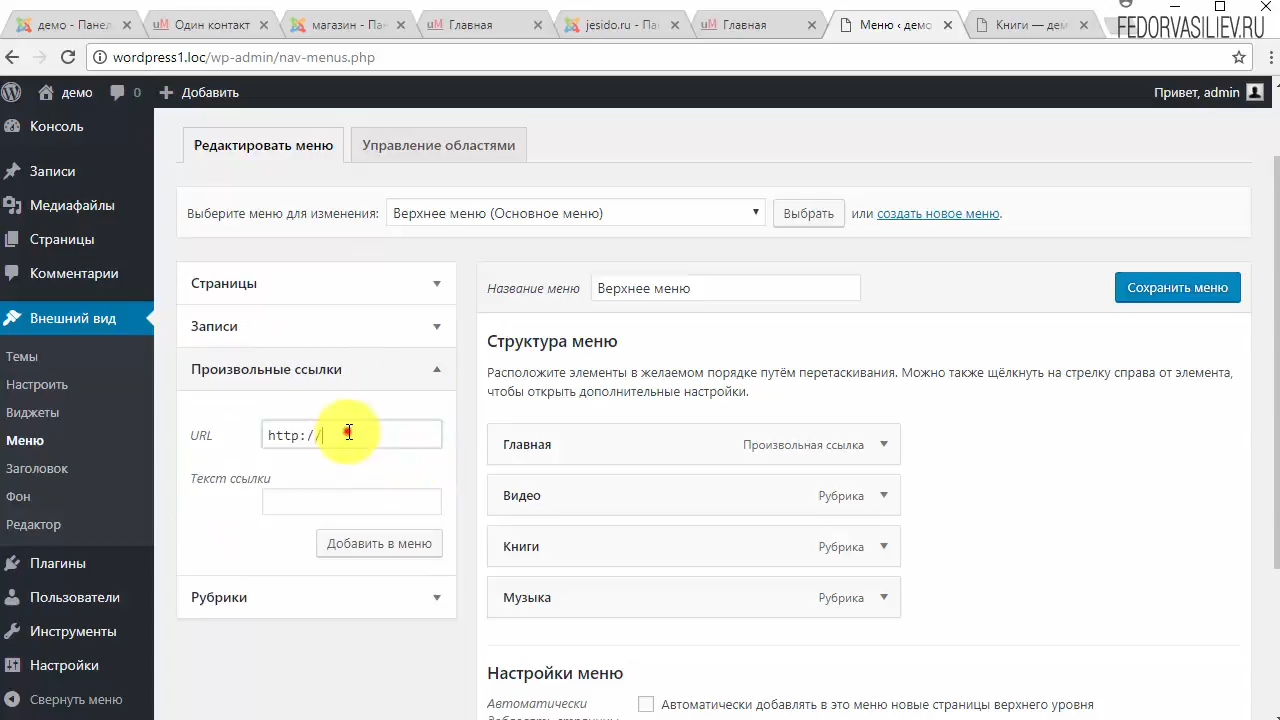 демо - Панел
Один контакт
магазин - Па
Главная
jesido.ru - Па
Главная
Меню ‹ демо
Книги — дем
FEDORVASILIEV.RU
wordpress1.loc/wp-admin/nav-menus.php
демо
0
Добавить
Привет, admin
Консоль
Записи
Медиафайлы
Страницы
Комментарии
Внешний вид
Темы
Настроить
Виджеты
Меню
Заголовок
Фон
Редактор
Плагины
Пользователи
Инструменты
Настройки
Свернуть меню
Редактировать меню
Управление областями
Выберите меню для изменения:
Верхнее меню (Основное меню)
Выбрать
или создать новое меню.
Страницы
Записи
Произвольные ссылки
URL
http://
Текст ссылки
Добавить в меню
Рубрики
Название меню
Верхнее меню
Сохранить меню
Структура меню
Расположите элементы в желаемом порядке путём перетаскивания. Можно также щёлкнуть на стрелку справа от элемента,
чтобы открыть дополнительные настройки.
Главная
Произвольная ссылка
Видео
Рубрика
Книги
Рубрика
Музыка
Рубрика
Настройки меню
Автоматически
Автоматически добавлять в это меню новые страницы верхнего уровня